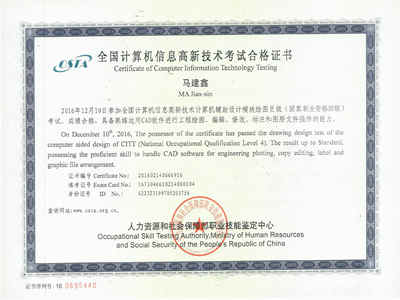 OSTA
全国计算机信息高新技术考试合格证书
Certificate of Computer Information Technology Testing
马建鑫
MA Jian-xin
2016年12月10日参加全国计算机信息高新技术计算机辅助设计模块绘图员级（国家职业资格四级）
考试，成绩合格，具备熟练运用CAD软件进行工程绘图、编辑、修改、标注和图层文件操作的能力。
On December 10th, 2016, The possessor of the certificate has passed the drawing design test of the
computer aided design of CITT (National Occupational Qualification Level 4). The result up to Standard,
possessing the proficient skill to handle CAD software for engineering plotting, copy editing, label and
graphic file arrangement.
证书编号 Certificate No:
准考证号 Exam Card No:
身份证号 ID No:
查询网址:www.osta.org.cn,
人力资源和社会保障部职业技能鉴定中心
Occupational Skill Testing Authority,Ministry of Human Resources
and Social Security of the People's Republic of China
证书序列号: 16 0695440